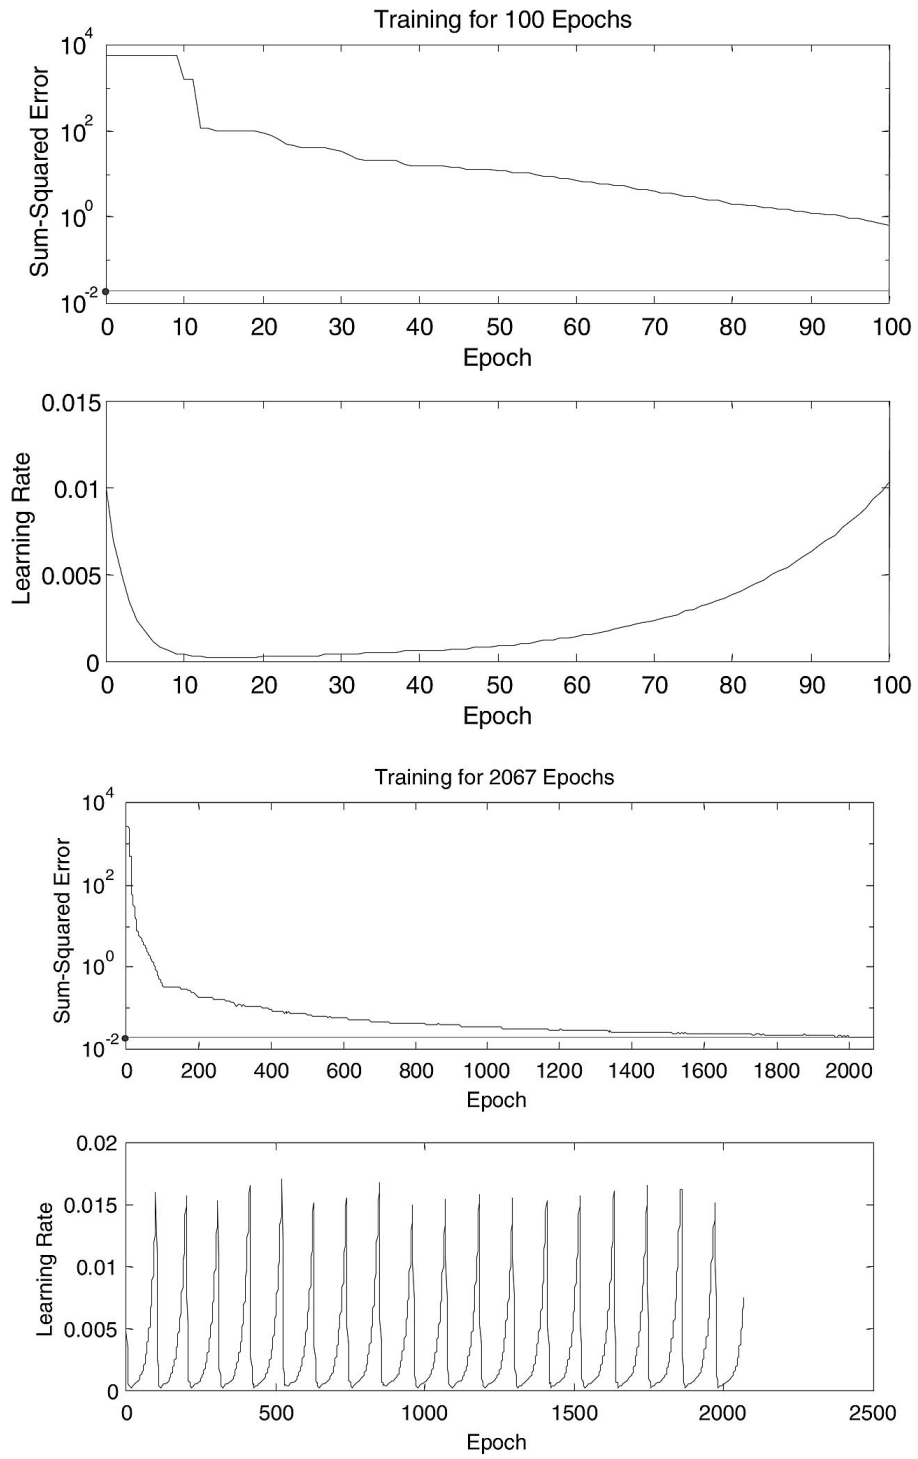 Training for 100 Epochs
Sum-Squared Error
10^4
10^2
10^0
10^-2
0 10 20 30 40 50 60 70 80 90 100
Epoch
Learning Rate
0.015
0.01
0.005
0
0 10 20 30 40 50 60 70 80 90 100
Epoch
Training for 2067 Epochs
Sum-Squared Error
10^4
10^2
10^0
10^-2
0 200 400 600 800 1000 1200 1400 1600 1800 2000
Epoch
Learning Rate
0.02
0.015
0.01
0.005
0
0 500 1000 1500 2000 2500
Epoch